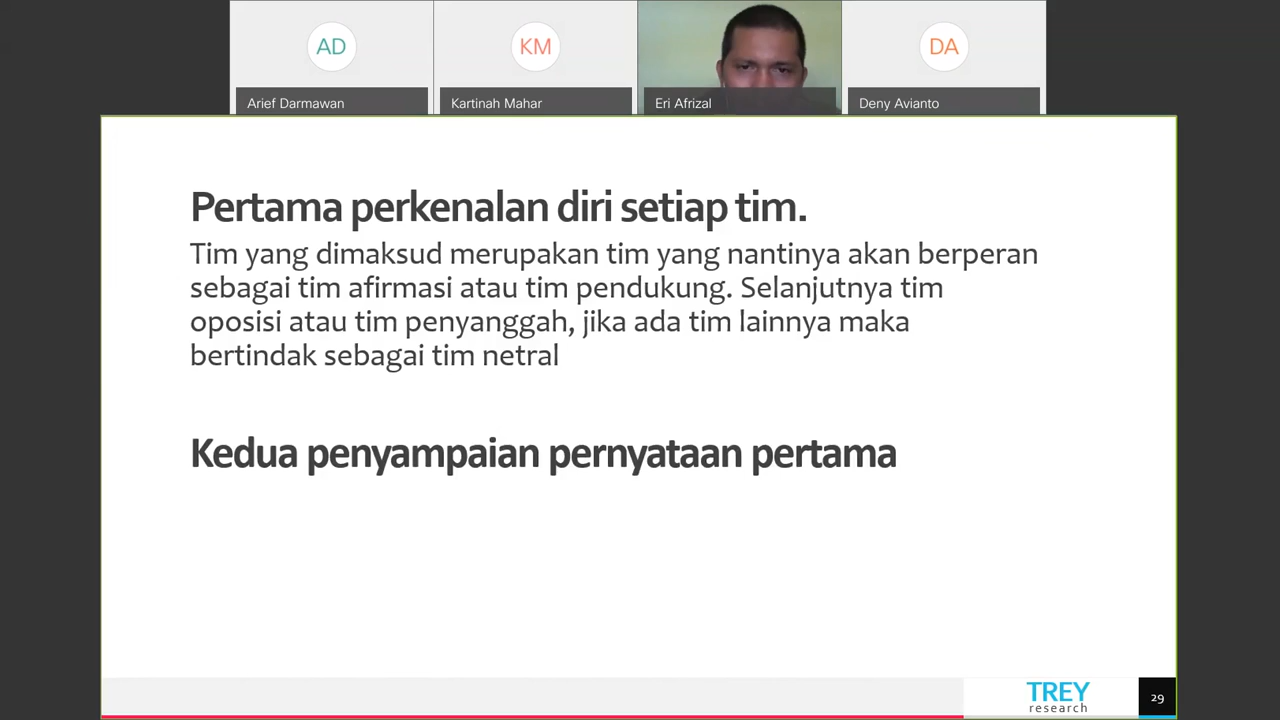 AD
KM
DA
Arief Darmawan
Kartinah Mahar
Eri Afrizal
Deny Avianto
Pertama perkenalan diri setiap tim.
Tim yang dimaksud merupakan tim yang nantinya akan berperan
sebagai tim afirmasi atau tim pendukung. Selanjutnya tim
oposisi atau tim penyanggah, jika ada tim lainnya maka
bertindak sebagai tim netral
Kedua penyampaian pernyataan pertama
TREY
research
29